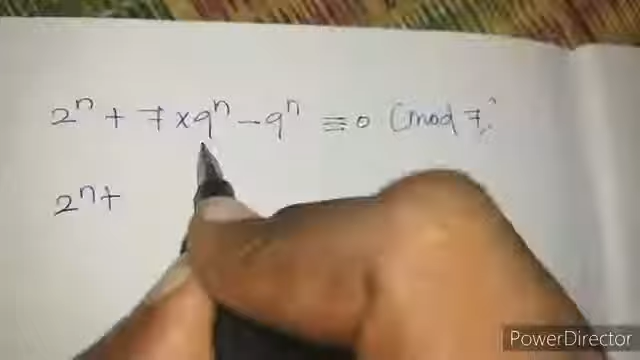 2ⁿ + 7 × 9ⁿ - 9ⁿ ≡ 0 (mod 7)
2ⁿ +
PowerDirector